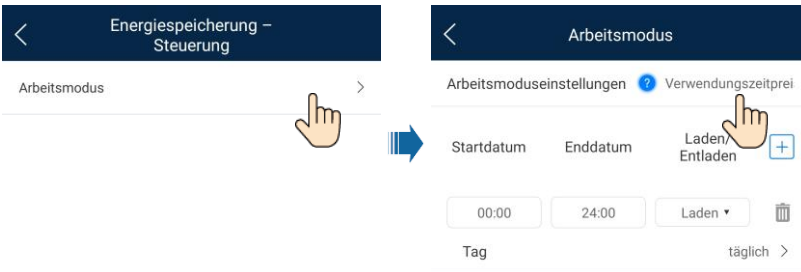 Energiespeicherung –
Steuerung
Arbeitsmodus
Arbeitsmodus
Arbeitsmoduseinstellungen ? Verwendungszeitprei
Startdatum Enddatum Laden/
Entladen
00:00 24:00 Laden
Tag täglich